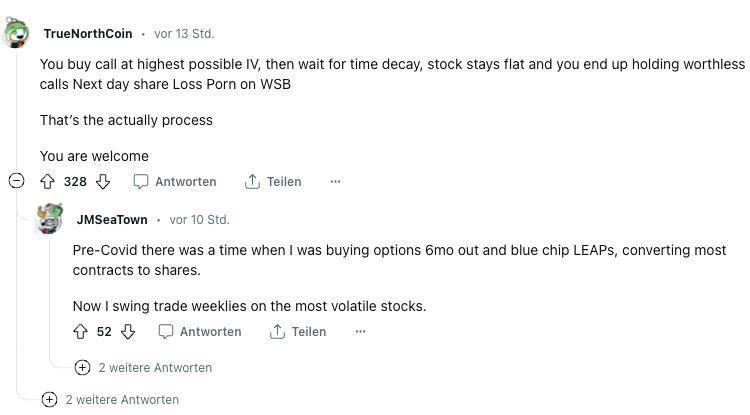 TrueNorthCoin · vor 13 Std.
You buy call at highest possible IV, then wait for time decay, stock stays flat and you end up holding worthless
calls Next day share Loss Porn on WSB
That's the actually process
You are welcome
328 Antworten Teilen ···
JMSeaTown · vor 10 Std.
Pre-Covid there was a time when I was buying options 6mo out and blue chip LEAPs, converting most
contracts to shares.
Now I swing trade weeklies on the most volatile stocks.
52 Antworten Teilen ···
2 weitere Antworten
2 weitere Antworten